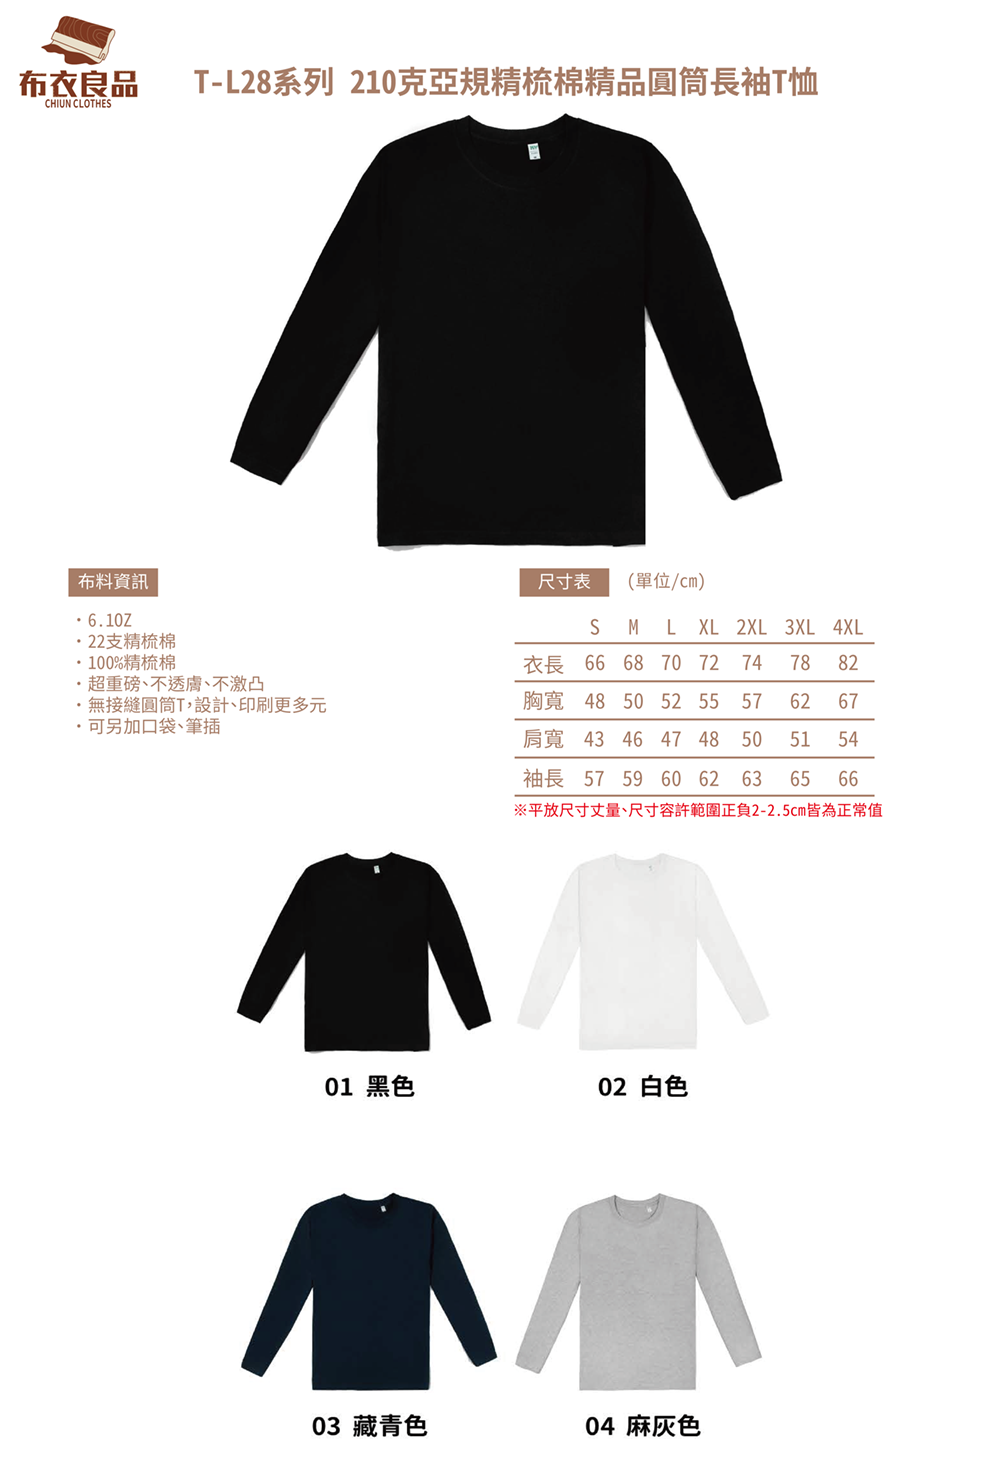 布衣良品
CHIUN CLOTHES
T-L28系列 210克亞規精梳棉精品圓筒長袖T恤
布料資訊
・6.1OZ
・22支精梳棉
・100%精梳棉
・超重磅、不透膚、不激凸
・無接縫圓筒T，設計、印刷更多元
・可另加口袋、筆插
尺寸表 (單位/cm)
S M L XL 2XL 3XL 4XL
衣長 66 68 70 72 74 78 82
胸寬 48 50 52 55 57 62 67
肩寬 43 46 47 48 50 51 54
袖長 57 59 60 62 63 65 66
※平放尺寸丈量、尺寸容許範圍正負2-2.5cm皆為正常值
01 黑色
02 白色
03 藏青色
04 麻灰色